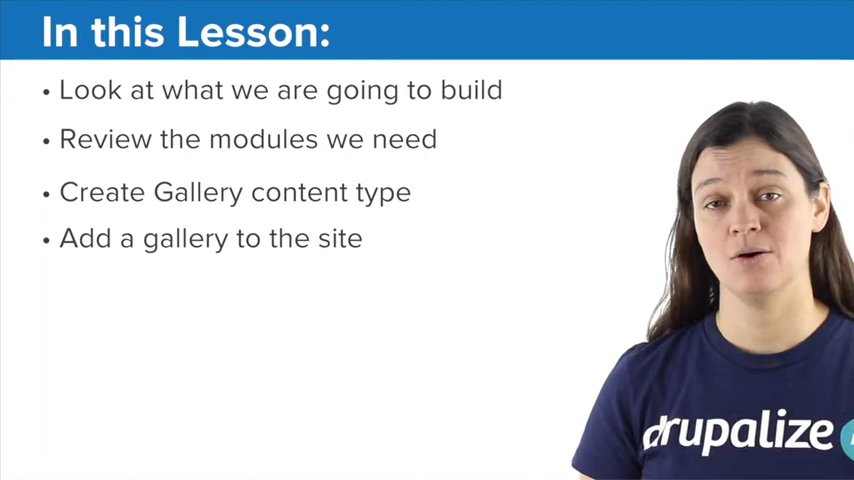 In this Lesson:
• Look at what we are going to build
• Review the modules we need
• Create Gallery content type
• Add a gallery to the site
drupalize